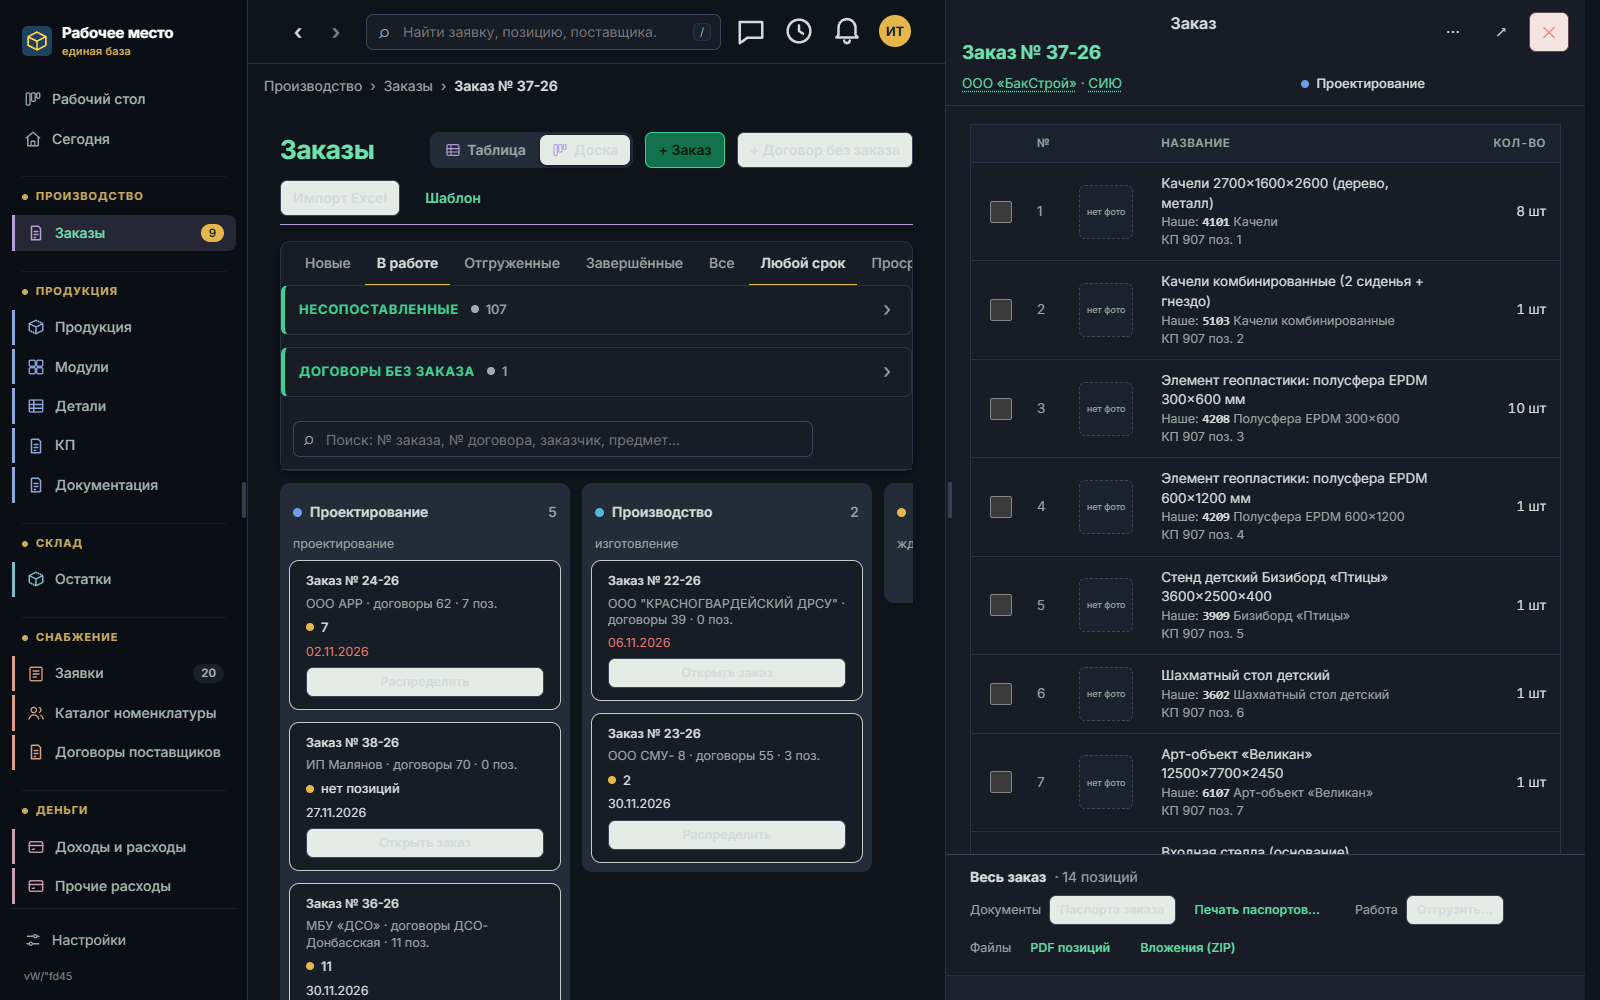 Рабочее место
единая база
Рабочий стол
Сегодня
ПРОИЗВОДСТВО
Заказы 9
ПРОДУКЦИЯ
Продукция
Модули
Детали
КП
Документация
СКЛАД
Остатки
СНАБЖЕНИЕ
Заявки 20
Каталог номенклатуры
Договоры поставщиков
ДЕНЬГИ
Доходы и расходы
Прочие расходы
Настройки
vW/"fd45
Найти заявку, позицию, поставщика. /
ИТ
Производство › Заказы › Заказ № 37-26
Заказы
Таблица
Доска
+ Заказ
+ Договор без заказа
Импорт Excel
Шаблон
Новые В работе Отгруженные Завершённые Все Любой срок Проср
НЕСОПОСТАВЛЕННЫЕ 107
ДОГОВОРЫ БЕЗ ЗАКАЗА 1
Поиск: № заказа, № договора, заказчик, предмет...
Проектирование 5
проектирование
Заказ № 24-26
ООО АРР · договоры 62 · 7 поз.
7
02.11.2026
Распределить
Заказ № 38-26
ИП Малянов · договоры 70 · 0 поз.
нет позиций
27.11.2026
Открыть заказ
Заказ № 36-26
МБУ «ДСО» · договоры ДСО-
Донбасская · 11 поз.
11
30.11.2026
Производство 2
изготовление
Заказ № 22-26
ООО "КРАСНОГВАРДЕЙСКИЙ ДРСУ" ·
договоры 39 · 0 поз.
06.11.2026
Открыть заказ
Заказ № 23-26
ООО СМУ- 8 · договоры 55 · 3 поз.
2
30.11.2026
Распределить
жд
Заказ
Заказ № 37-26
ООО «БакСтрой» · СИЮ
Проектирование
№ НАЗВАНИЕ КОЛ-ВО
1 нет фото
Качели 2700×1600×2600 (дерево,
металл)
Наше: 4101 Качели
КП 907 поз. 1
8 шт
2 нет фото
Качели комбинированные (2 сиденья +
гнездо)
Наше: 5103 Качели комбинированные
КП 907 поз. 2
1 шт
3 нет фото
Элемент геопластики: полусфера EPDM
300×600 мм
Наше: 4208 Полусфера EPDM 300×600
КП 907 поз. 3
10 шт
4 нет фото
Элемент геопластики: полусфера EPDM
600×1200 мм
Наше: 4209 Полусфера EPDM 600×1200
КП 907 поз. 4
1 шт
5 нет фото
Стенд детский Бизиборд «Птицы»
3600×2500×400
Наше: 3909 Бизиборд «Птицы»
КП 907 поз. 5
1 шт
6 нет фото
Шахматный стол детский
Наше: 3602 Шахматный стол детский
КП 907 поз. 6
1 шт
7 нет фото
Арт-объект «Великан»
12500×7700×2450
Наше: 6107 Арт-объект «Великан»
КП 907 поз. 7
1 шт
Входная стелла (основание)
Весь заказ · 14 позиций
Документы Паспорта заказа Печать паспортов... Работа Отгрузить...
Файлы PDF позиций Вложения (ZIP)